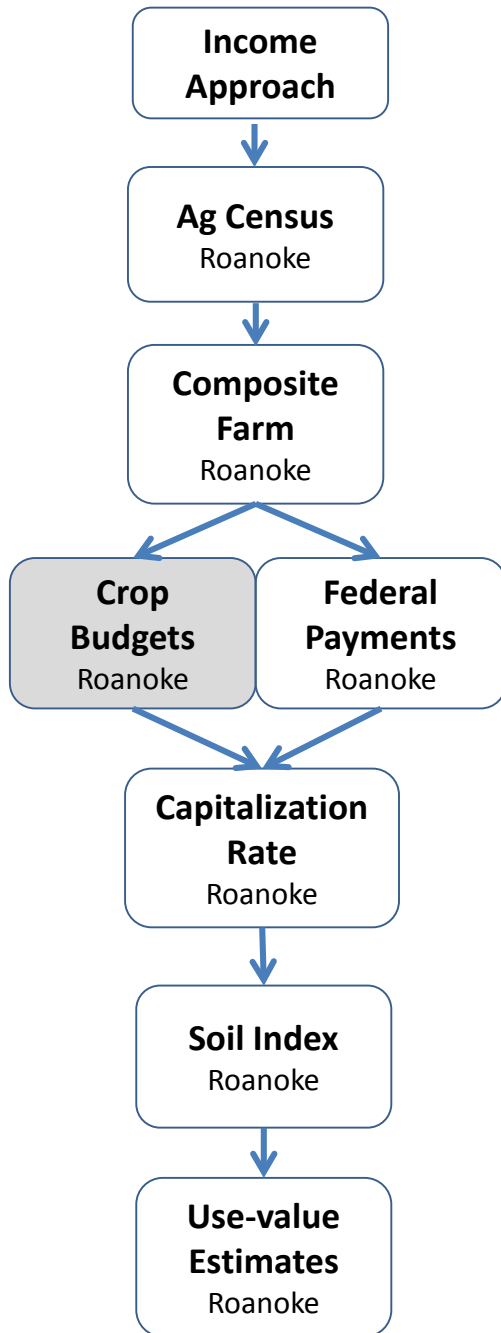 Income
Approach
Ag Census
Roanoke
Composite
Farm
Roanoke
Crop
Budgets
Roanoke
Federal
Payments
Roanoke
Capitalization
Rate
Roanoke
Soil Index
Roanoke
Use-value
Estimates
Roanoke